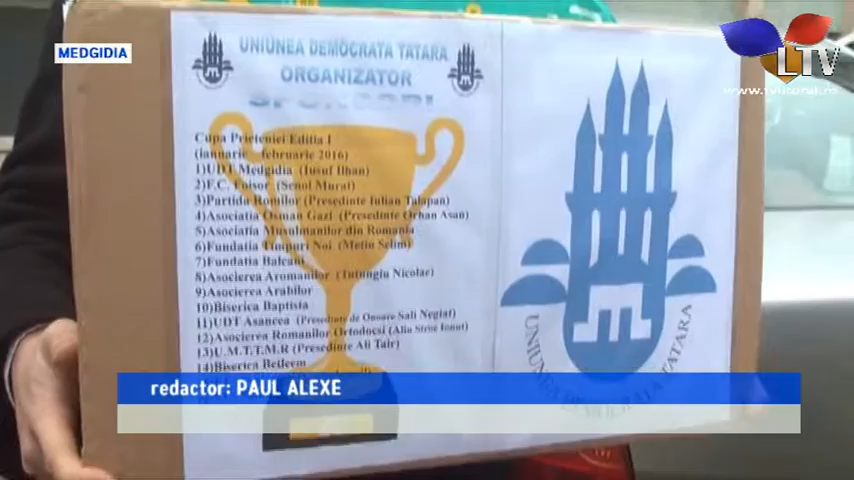 MEDGIDIA
LTV
www.tvlitoral.ro
UNIUNEA DEMOCRATA TATARA
ORGANIZATOR
SPONSORI
Cupa Prieteniei Editia I
(ianuarie - februarie 2016)
1)UDT Medgidia (Iusuf Ilhan)
2)F.C. Foisor (Senol Murat)
3)Partida Romilor (Presedinte Iulian Talapan)
4)Asociatia Osman Gazi (Presedinte Orhan Asan)
5)Asociatia Musulmanilor din Romania
6)Fundatia Timpuri Noi (Metin Selim)
7)Fundatia Balcani
8)Asocierea Aromanilor (Tutungiu Nicolae)
9)Asocierea Arabilor
10)Biserica Baptista
11)UDT Asancea (Presedinte de Onoare Sali Negiat)
12)Asocierea Romanilor Ortodocsi (Alin Stroe Ionut)
13)U.M.T.T.M.R (Presedinte Ali Tair)
14)Biserica Betleem
UNIUNEA DEMOCRATA TATARA
redactor: PAUL ALEXE